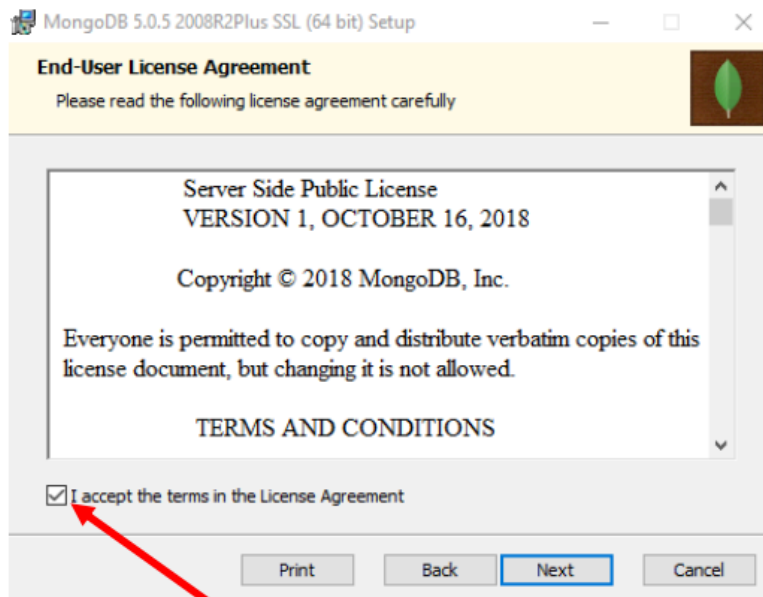 MongoDB 5.0.5 2008R2Plus SSL (64 bit) Setup
End-User License Agreement
Please read the following license agreement carefully
Server Side Public License
VERSION 1, OCTOBER 16, 2018
Copyright © 2018 MongoDB, Inc.
Everyone is permitted to copy and distribute verbatim copies of this
license document, but changing it is not allowed.
TERMS AND CONDITIONS
I accept the terms in the License Agreement
Print Back Next Cancel